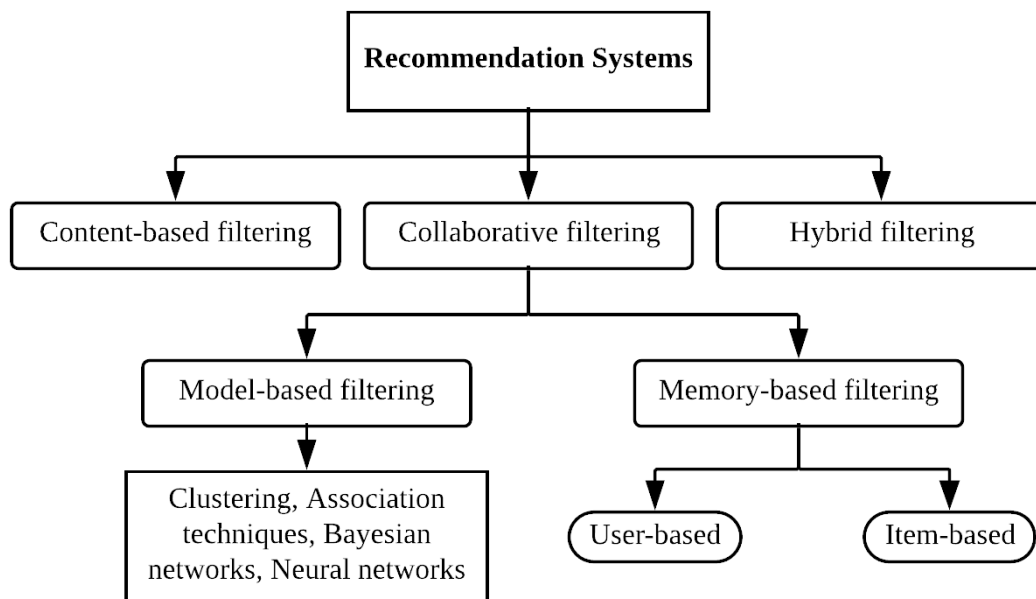 Recommendation Systems
Content-based filtering
Collaborative filtering
Hybrid filtering
Model-based filtering
Memory-based filtering
Clustering, Association
techniques, Bayesian
networks, Neural networks
User-based
Item-based